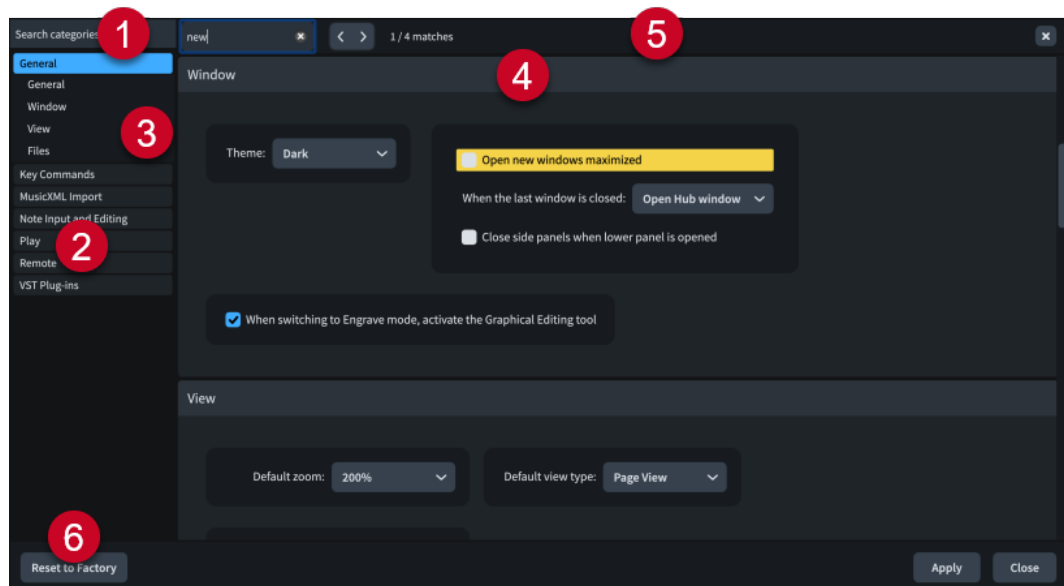 Search categories
1
new
1 / 4 matches
5
General
General
Window
View
Files
3
Key Commands
MusicXML Import
Note Input and Editing
Play
2
Remote
VST Plug-ins
Window
4
Theme: Dark
Open new windows maximized
When the last window is closed: Open Hub window
Close side panels when lower panel is opened
When switching to Engrave mode, activate the Graphical Editing tool
View
Default zoom: 200%
Default view type: Page View
6
Reset to Factory
Apply
Close